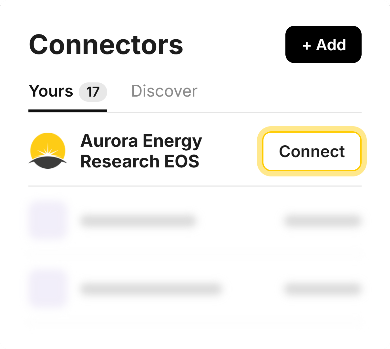 Connectors
+ Add
Yours 17
Discover
Aurora Energy
Research EOS
Connect